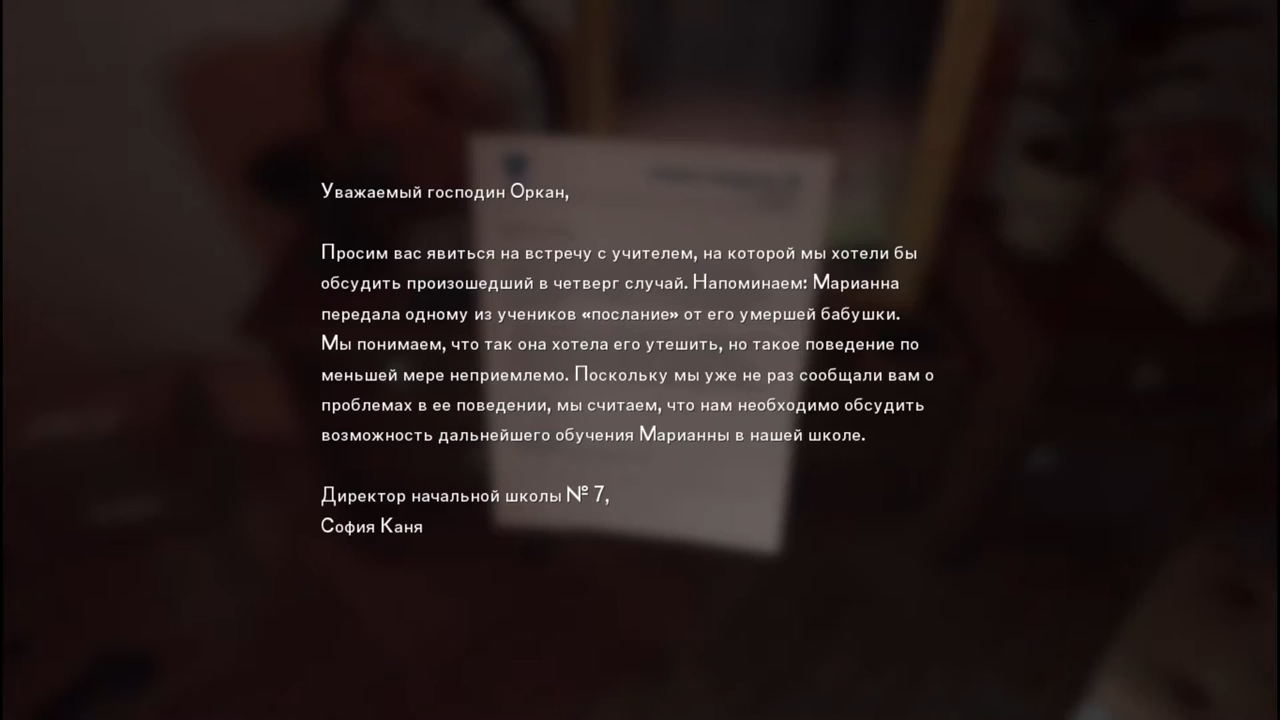 Уважаемый господин Оркан,
Просим вас явиться на встречу с учителем, на которой мы хотели бы
обсудить произошедший в четверг случай. Напоминаем: Марианна
передала одному из учеников «послание» от его умершей бабушки.
Мы понимаем, что так она хотела его утешить, но такое поведение по
меньшей мере неприемлемо. Поскольку мы уже не раз сообщали вам о
проблемах в ее поведении, мы считаем, что нам необходимо обсудить
возможность дальнейшего обучения Марианны в нашей школе.
Директор начальной школы № 7,
София Каня